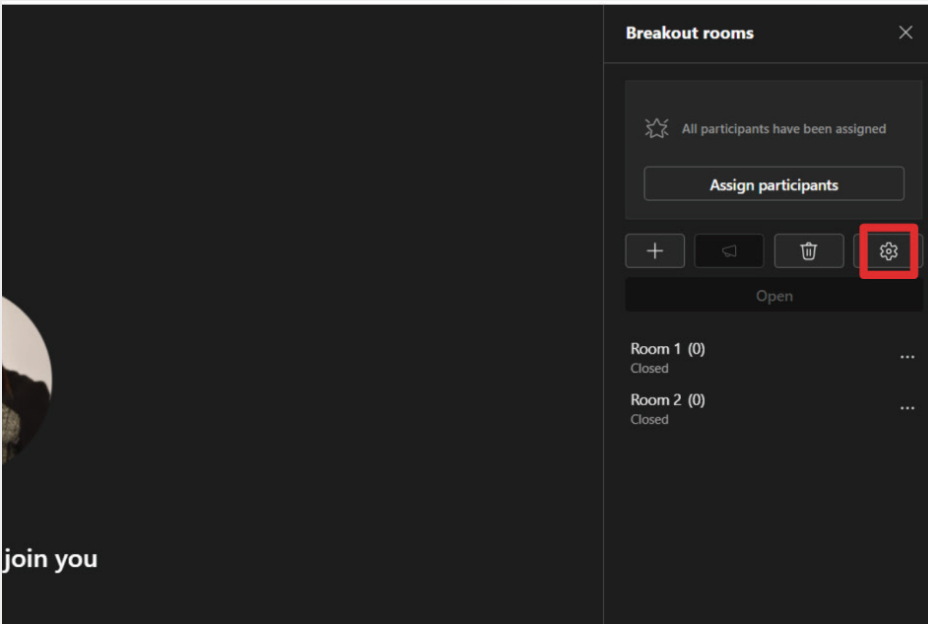 Breakout rooms
All participants have been assigned
Assign participants
Open
Room 1 (0)
Closed
Room 2 (0)
Closed
join you